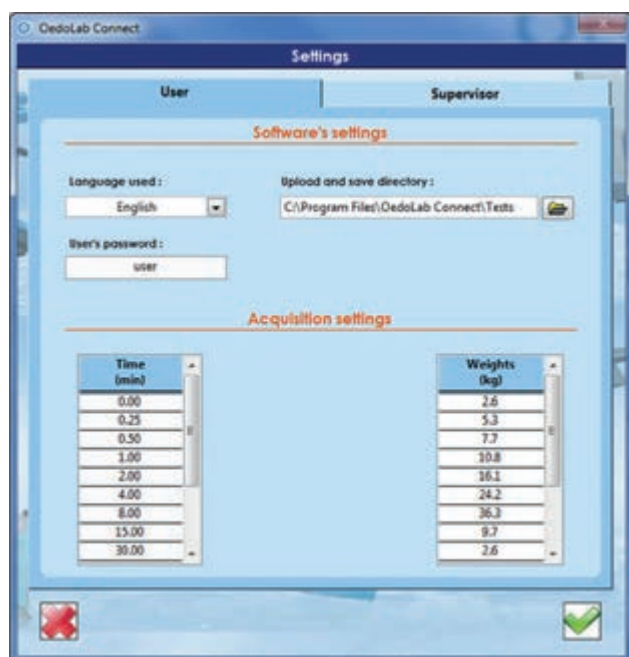 OedoLab Connect
Settings
User
Supervisor
Software's settings
Language used :
Upload and save directory :
English
C:\Program Files\OedoLab Connect\Tests
User's password :
user
Acquisition settings
Time
(min)
0.00
0.25
0.50
1.00
2.00
4.00
8.00
15.00
30.00
Weights
(kg)
2.6
5.3
7.7
10.8
16.1
24.2
36.3
9.7
2.6